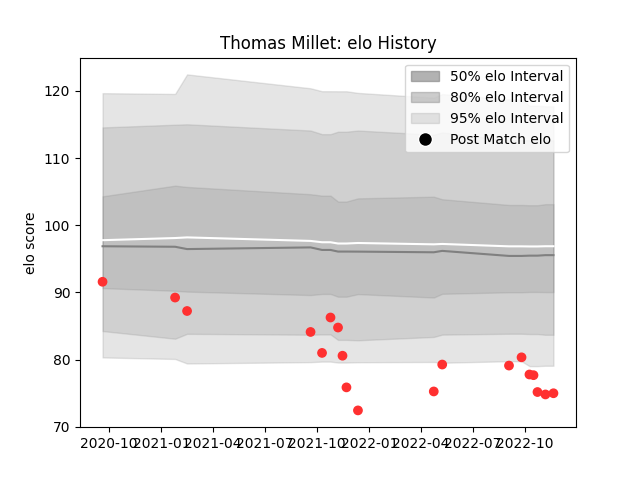 Thomas Millet: elo History
50% elo Interval
80% elo Interval
95% elo Interval
Post Match elo
elo score
120
110
100
90
80
70
2020-10 2021-01 2021-04 2021-07 2021-10 2022-01 2022-04 2022-07 2022-10